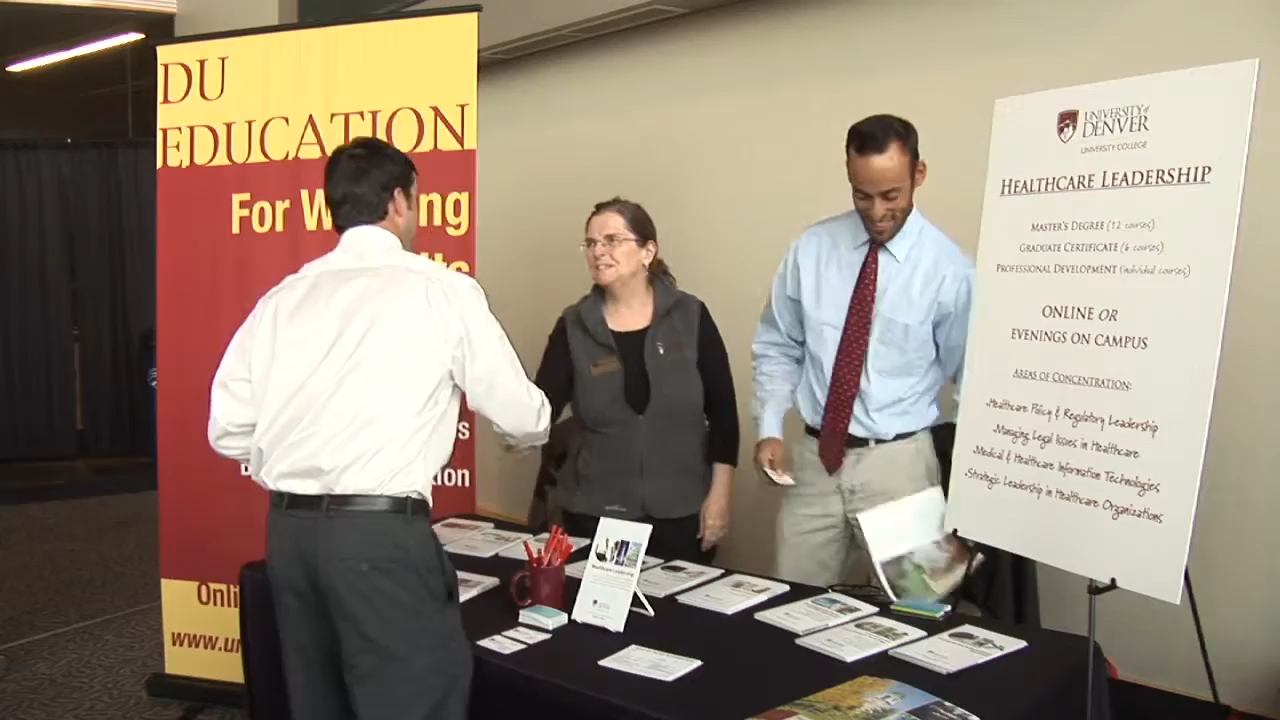 DU
EDUCATION
For W ng
Onli
www.u
UNIVERSITY of
DENVER
UNIVERSITY COLLEGE
HEALTHCARE LEADERSHIP
MASTER'S DEGREE (12 courses)
GRADUATE CERTIFICATE (6 courses)
PROFESSIONAL DEVELOPMENT (individual courses)
ONLINE OR
EVENINGS ON CAMPUS
AREAS OF CONCENTRATION:
•Healthcare Policy & Regulatory Leadership
•Managing Legal Issues in Healthcare
•Medical & Healthcare Information Technologies
•Strategic Leadership in Healthcare Organizations
Healthcare Leadership